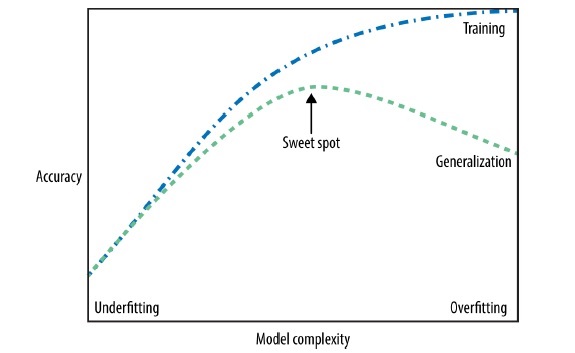 Training
Sweet spot
Generalization
Accuracy
Underfitting
Overfitting
Model complexity